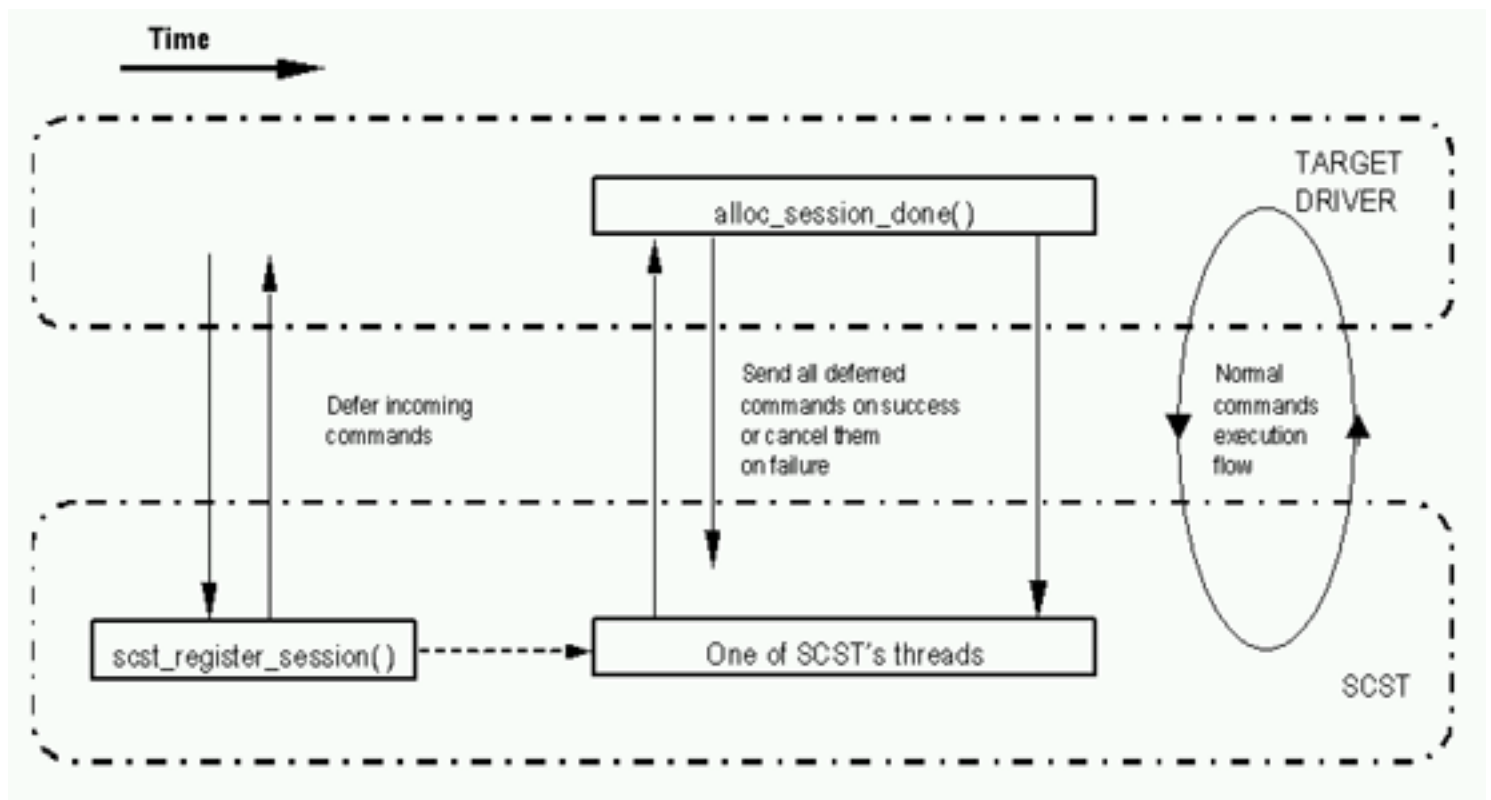 Time
TARGET
DRIVER
alloc_session_done()
Defer incoming
commands
Send all deferred
commands on success
or cancel them
on failure
Normal
commands
execution
flow
scst_register_session()
One of SCST's threads
SCST